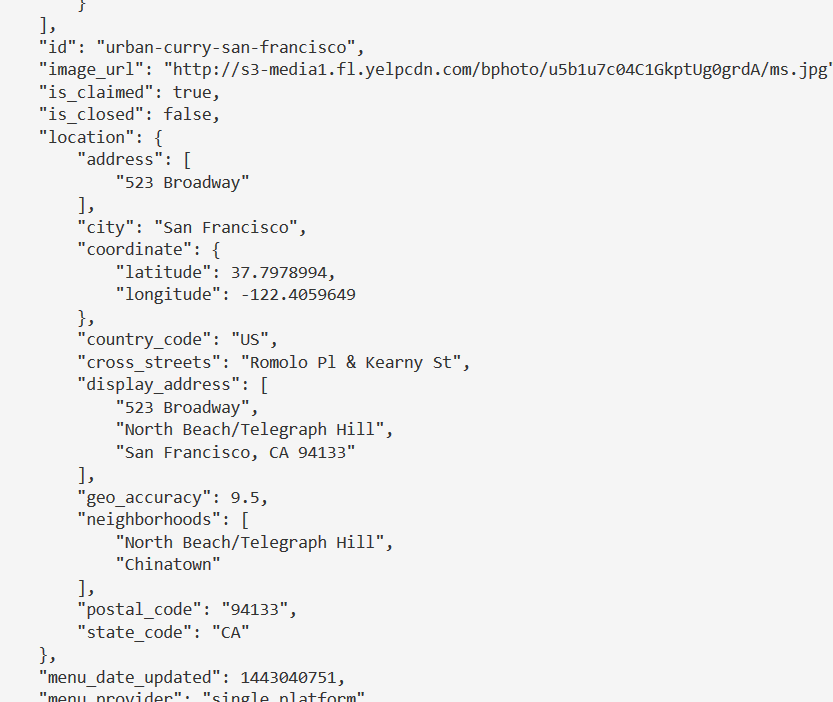 }
],
"id": "urban-curry-san-francisco",
"image_url": "http://s3-media1.fl.yelpcdn.com/bphoto/u5b1u7c04C1GkptUg0grdA/ms.jpg"
"is_claimed": true,
"is_closed": false,
"location": {
"address": [
"523 Broadway"
],
"city": "San Francisco",
"coordinate": {
"latitude": 37.7978994,
"longitude": -122.4059649
},
"country_code": "US",
"cross_streets": "Romolo Pl & Kearny St",
"display_address": [
"523 Broadway",
"North Beach/Telegraph Hill",
"San Francisco, CA 94133"
],
"geo_accuracy": 9.5,
"neighborhoods": [
"North Beach/Telegraph Hill",
"Chinatown"
],
"postal_code": "94133",
"state_code": "CA"
},
"menu_date_updated": 1443040751,
"menu_provider": "single_platform"